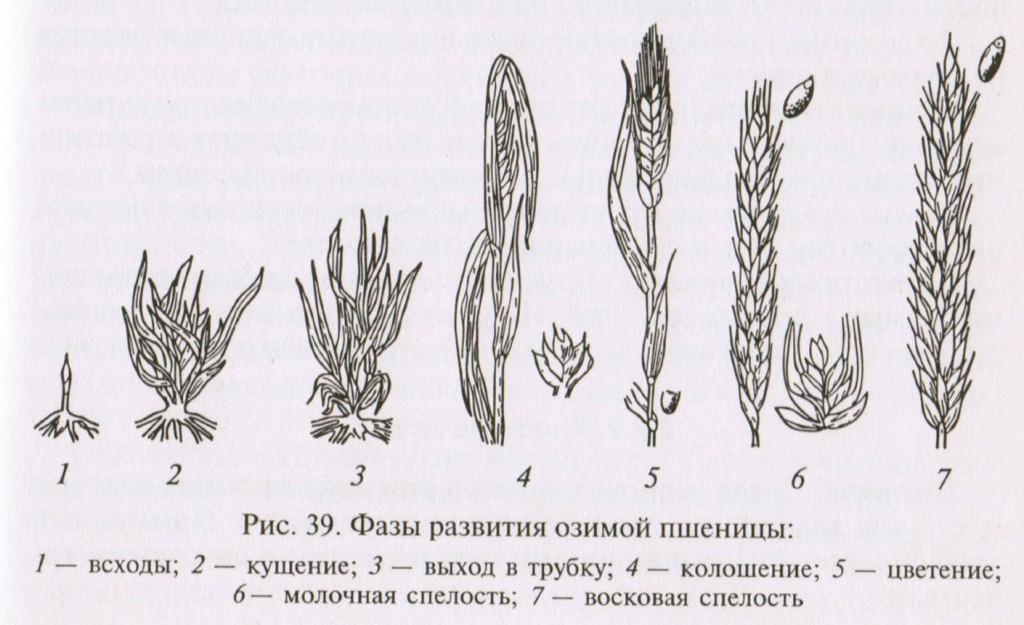 1 2 3 4 5 6 7
Рис. 39. Фазы развития озимой пшеницы:
1 — всходы; 2 — кущение; 3 — выход в трубку; 4 — колошение; 5 — цветение;
6 — молочная спелость; 7 — восковая спелость